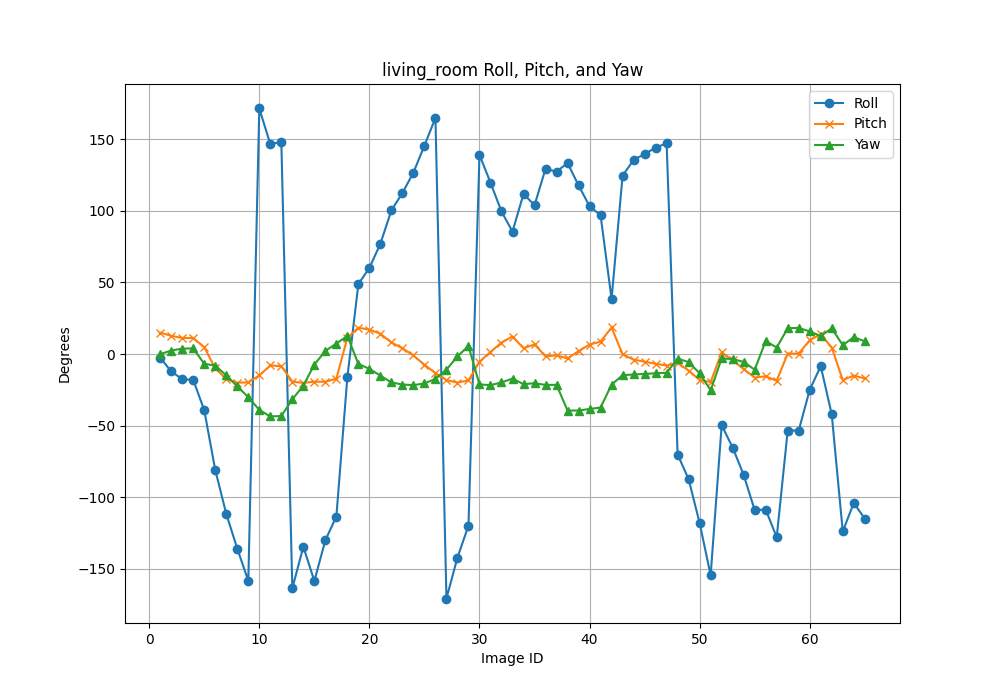 living_room Roll, Pitch, and Yaw
Roll
Pitch
Yaw
Degrees
150
100
50
0
−50
−100
−150
0 10 20 30 40 50 60
Image ID